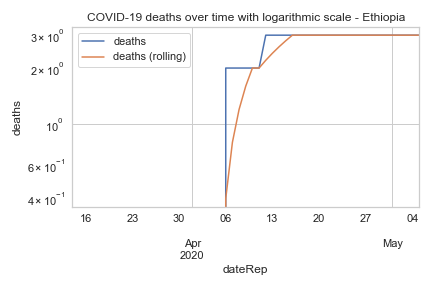 COVID-19 deaths over time with logarithmic scale - Ethiopia
deaths
deaths (rolling)
3 × 10⁰
2 × 10⁰
10⁰
6 × 10⁻¹
4 × 10⁻¹
deaths
16 23 30 06 13 20 27 04
Apr May
2020
dateRep